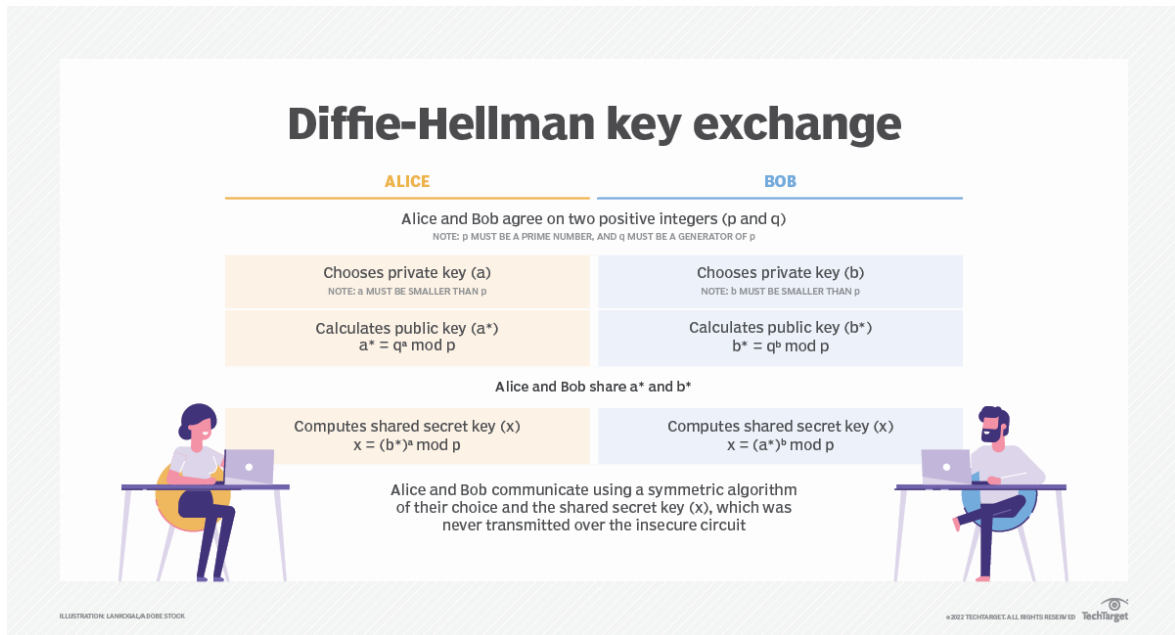 Diffie-Hellman key exchange
ALICE
BOB
Alice and Bob agree on two positive integers (p and q)
NOTE: p MUST BE A PRIME NUMBER, AND q MUST BE A GENERATOR OF p
Chooses private key (a)
NOTE: a MUST BE SMALLER THAN p
Chooses private key (b)
NOTE: b MUST BE SMALLER THAN p
Calculates public key (a*)
a* = qᵃ mod p
Calculates public key (b*)
b* = qᵇ mod p
Alice and Bob share a* and b*
Computes shared secret key (x)
x = (b*)ᵃ mod p
Computes shared secret key (x)
x = (a*)ᵇ mod p
Alice and Bob communicate using a symmetric algorithm
of their choice and the shared secret key (x), which was
never transmitted over the insecure circuit
ILLUSTRATION: LANKOGAL/ADOBE STOCK
©2022 TECHTARGET. ALL RIGHTS RESERVED
TechTarget